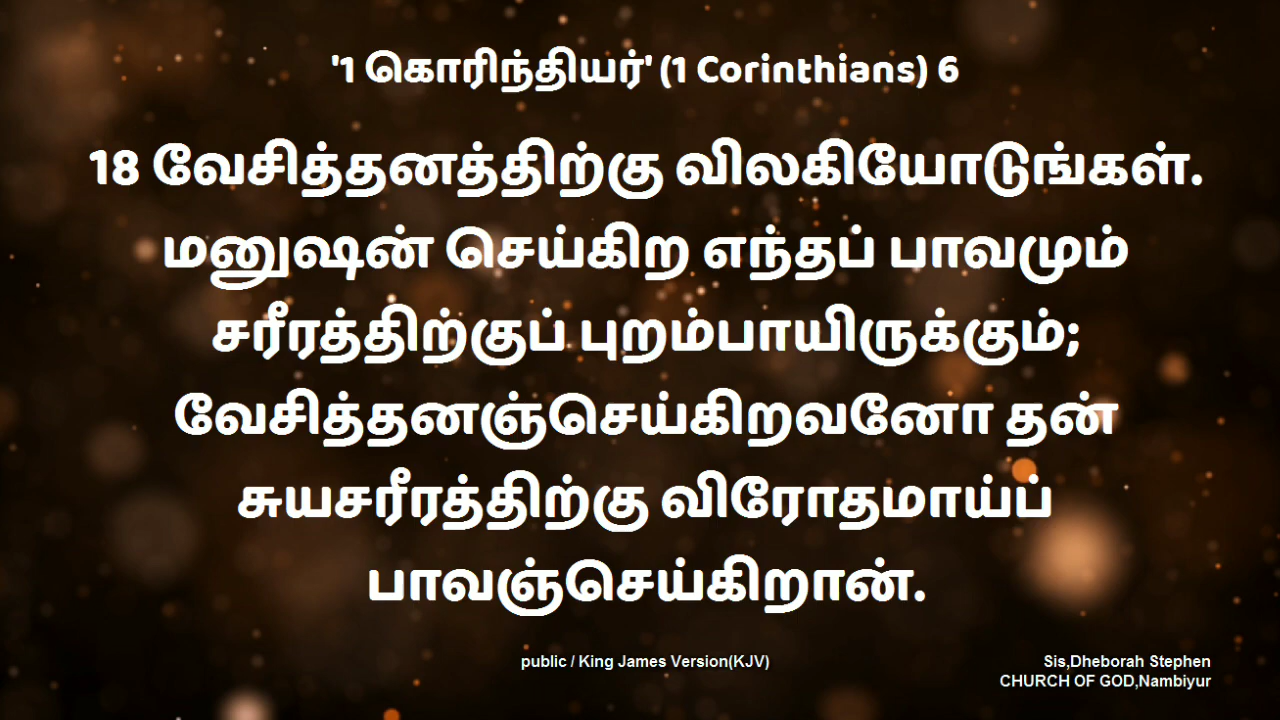 '1 கொரிந்தியர்' (1 Corinthians) 6
18 வேசித்தனத்திற்கு விலகியோடுங்கள்.
மனுஷன் செய்கிற எந்தப் பாவமும்
சரீரத்திற்குப் புறம்பாயிருக்கும்;
வேசித்தனஞ்செய்கிறவனோ தன்
சுயசரீரத்திற்கு விரோதமாய்ப்
பாவஞ்செய்கிறான்.
public / King James Version(KJV)
Sis,Dheborah Stephen
CHURCH OF GOD,Nambiyur